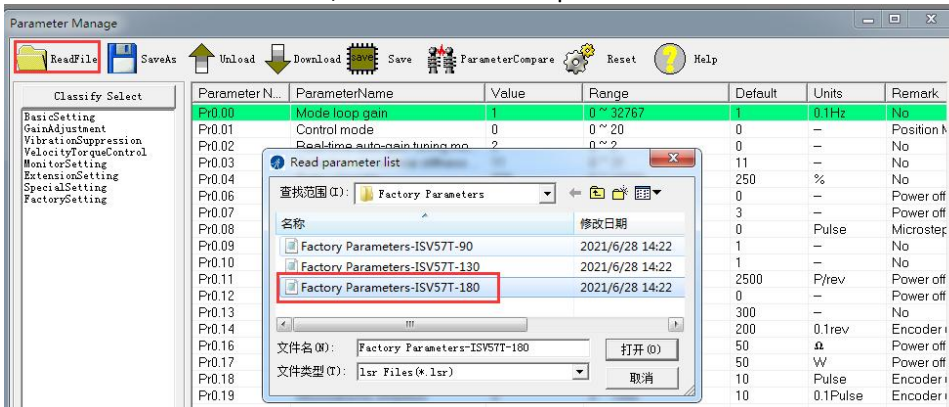 Parameter Manage
ReadFile SaveAs Unload Download save Save ParameterCompare Reset ? Help
Classify Select
BasicSetting
GainAdjustment
VibrationSuppression
VelocityTorqueControl
MonitorSetting
ExtensionSetting
SpecialSetting
FactorySetting
Parameter N... ParameterName Value Range Default Units Remark
Pr0.00 Mode loop gain 1 0 ~ 32767 1 0.1Hz No
Pr0.01 Control mode 0 0 ~ 20 0 – Position M
Pr0.02 Real-time auto-gain tuning mo 2 0 ~ 2 0 – No
Pr0.03 11 – No
Pr0.04 250 % No
Pr0.06 0 – Power off
Pr0.07 3 – Power off
Pr0.08 0 Pulse Microstep
Pr0.09 1 – No
Pr0.10 1 – No
Pr0.11 2500 P/rev Power off
Pr0.12 0 – Power off
Pr0.13 300 – No
Pr0.14 200 0.1rev Encoder
Pr0.16 50 Ω Power off
Pr0.17 50 W Power off
Pr0.18 10 Pulse Encoder
Pr0.19 10 0.1Pulse Encoder
Read parameter list
查找范围(I): Factory Parameters
名称 修改日期
Factory Parameters-ISV57T-90 2021/6/28 14:22
Factory Parameters-ISV57T-130 2021/6/28 14:22
Factory Parameters-ISV57T-180 2021/6/28 14:22
文件名(N): Factory Parameters-ISV57T-180 打开(O)
文件类型(T): lsr Files(*.lsr) 取消